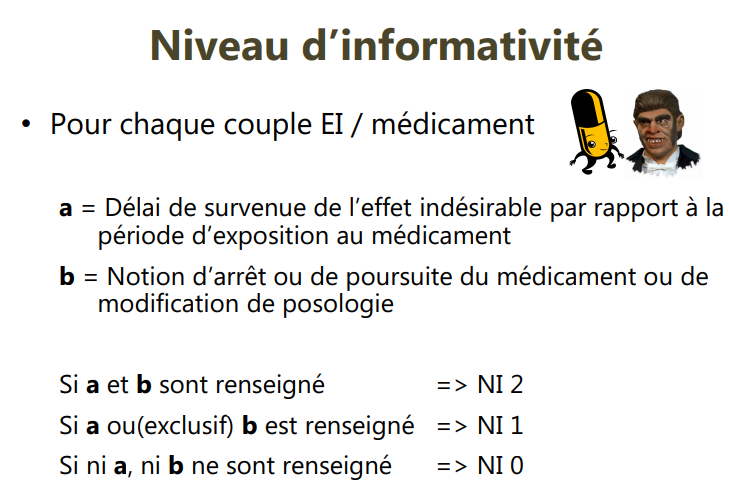 Niveau d’informativité
• Pour chaque couple EI / médicament
a = Délai de survenue de l’effet indésirable par rapport à la
période d’exposition au médicament
b = Notion d’arrêt ou de poursuite du médicament ou de
modification de posologie
Si a et b sont renseigné => NI 2
Si a ou(exclusif) b est renseigné => NI 1
Si ni a, ni b ne sont renseigné => NI 0